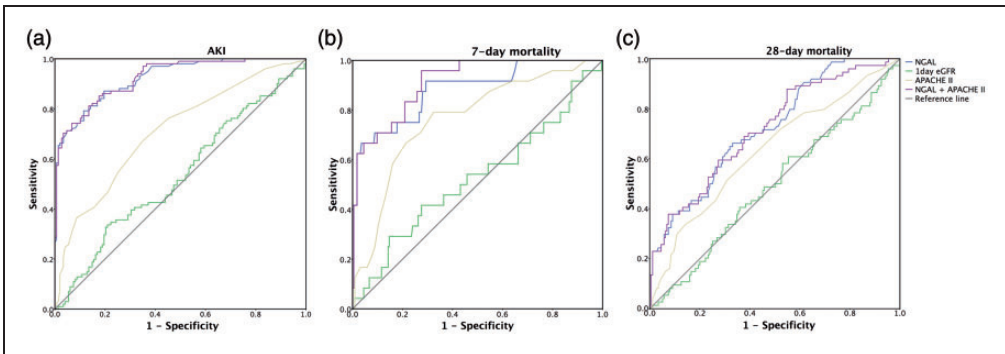 (a)
AKI
Sensitivity
1.0
0.8
0.6
0.4
0.2
0.0
0.0 0.2 0.4 0.6 0.8 1.0
1 - Specificity
(b)
7-day mortality
Sensitivity
1.0
0.8
0.6
0.4
0.2
0.0
0.0 0.2 0.4 0.6 0.8 1.0
1 - Specificity
(c)
28-day mortality
Sensitivity
1.0
0.8
0.6
0.4
0.2
0.0
0.0 0.2 0.4 0.6 0.8 1.0
1 - Specificity
NGAL
1day eGFR
APACHE II
NGAL + APACHE II
Reference line